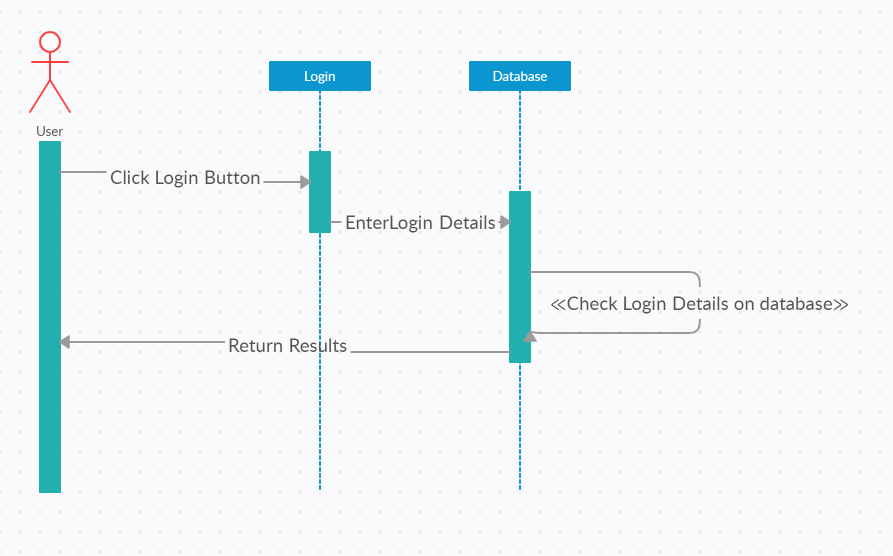 Login
Database
User
Click Login Button
EnterLogin Details
≪Check Login Details on database≫
Return Results